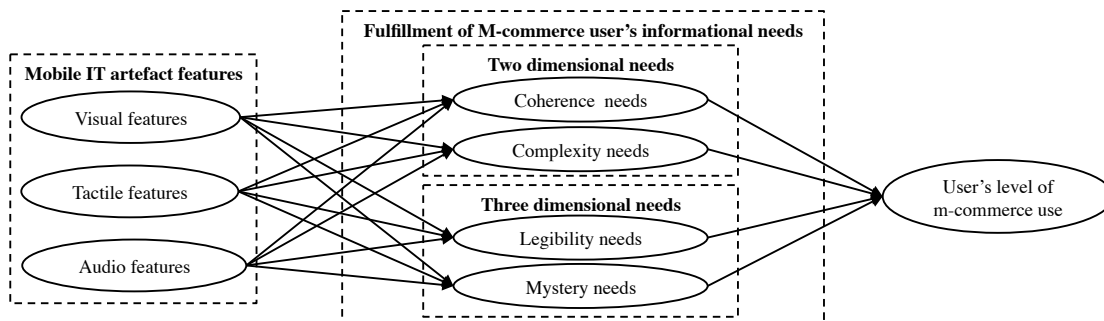 Fulfillment of M-commerce user's informational needs
Mobile IT artefact features
Visual features
Tactile features
Audio features
Two dimensional needs
Coherence needs
Complexity needs
Three dimensional needs
Legibility needs
Mystery needs
User's level of
m-commerce use